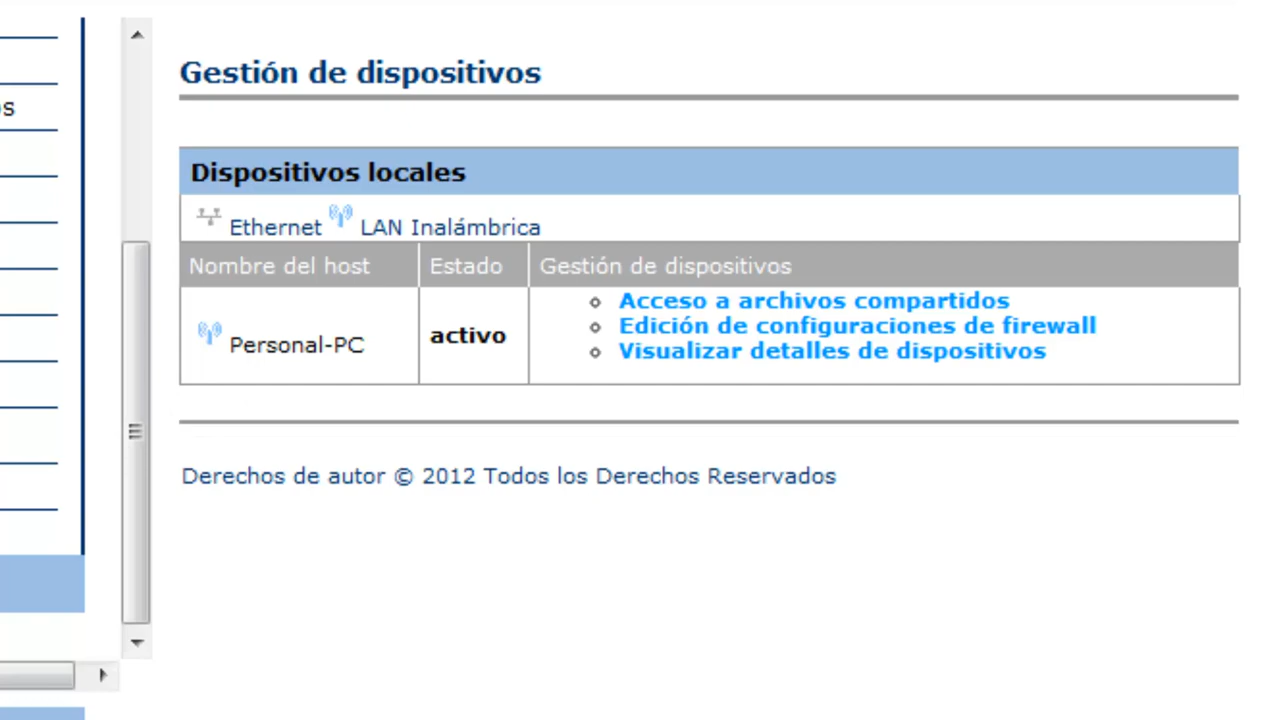 Gestión de dispositivos
os
Dispositivos locales
Ethernet LAN Inalámbrica
Nombre del host Estado Gestión de dispositivos
Personal-PC activo
Acceso a archivos compartidos
Edición de configuraciones de firewall
Visualizar detalles de dispositivos
Derechos de autor © 2012 Todos los Derechos Reservados